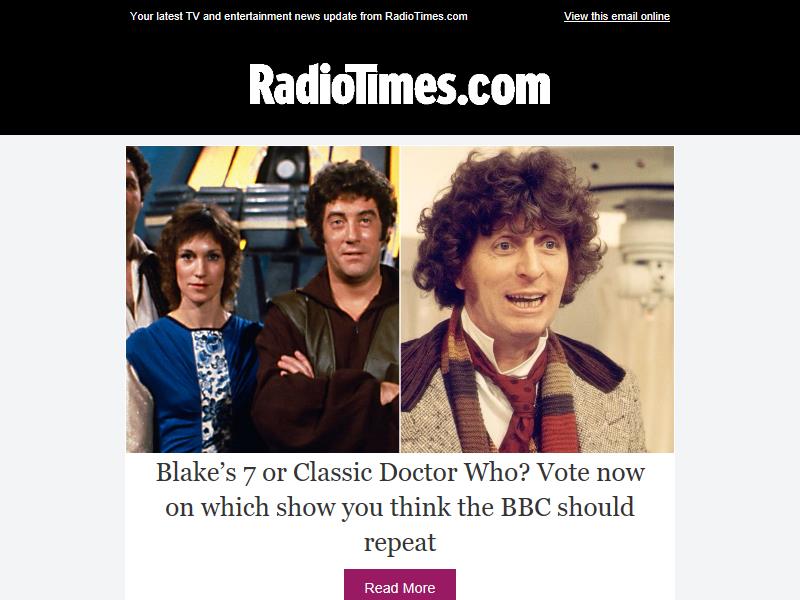 Your latest TV and entertainment news update from RadioTimes.com
View this email online
RadioTimes.com
Blake’s 7 or Classic Doctor Who? Vote now
on which show you think the BBC should
repeat
Read More